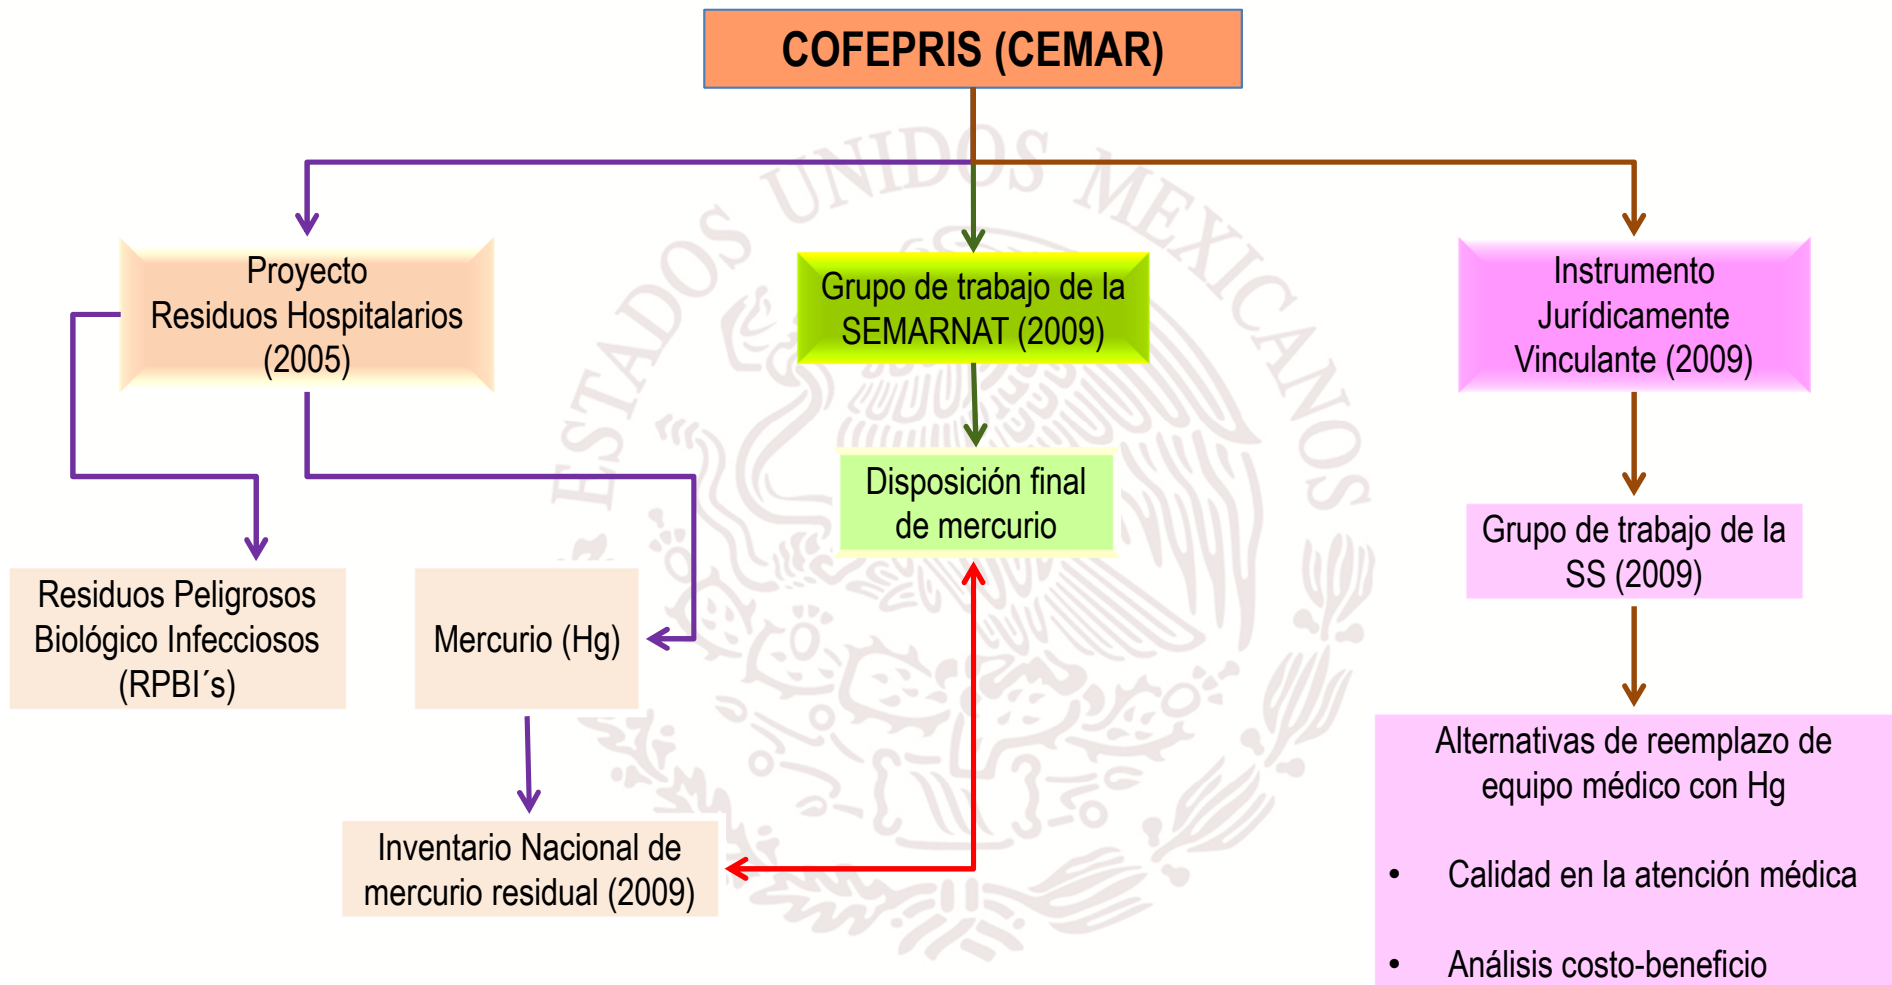 COFEPRIS (CEMAR)
ESTADOS UNIDOS MEXICANOS
Proyecto
Residuos Hospitalarios
(2005)
Grupo de trabajo de la
SEMARNAT (2009)
Instrumento
Jurídicamente
Vinculante (2009)
Disposición final
de mercurio
Grupo de trabajo de la
SS (2009)
Residuos Peligrosos
Biológico Infecciosos
(RPBI´s)
Mercurio (Hg)
Inventario Nacional de
mercurio residual (2009)
Alternativas de reemplazo de
equipo médico con Hg
• Calidad en la atención médica
• Análisis costo-beneficio